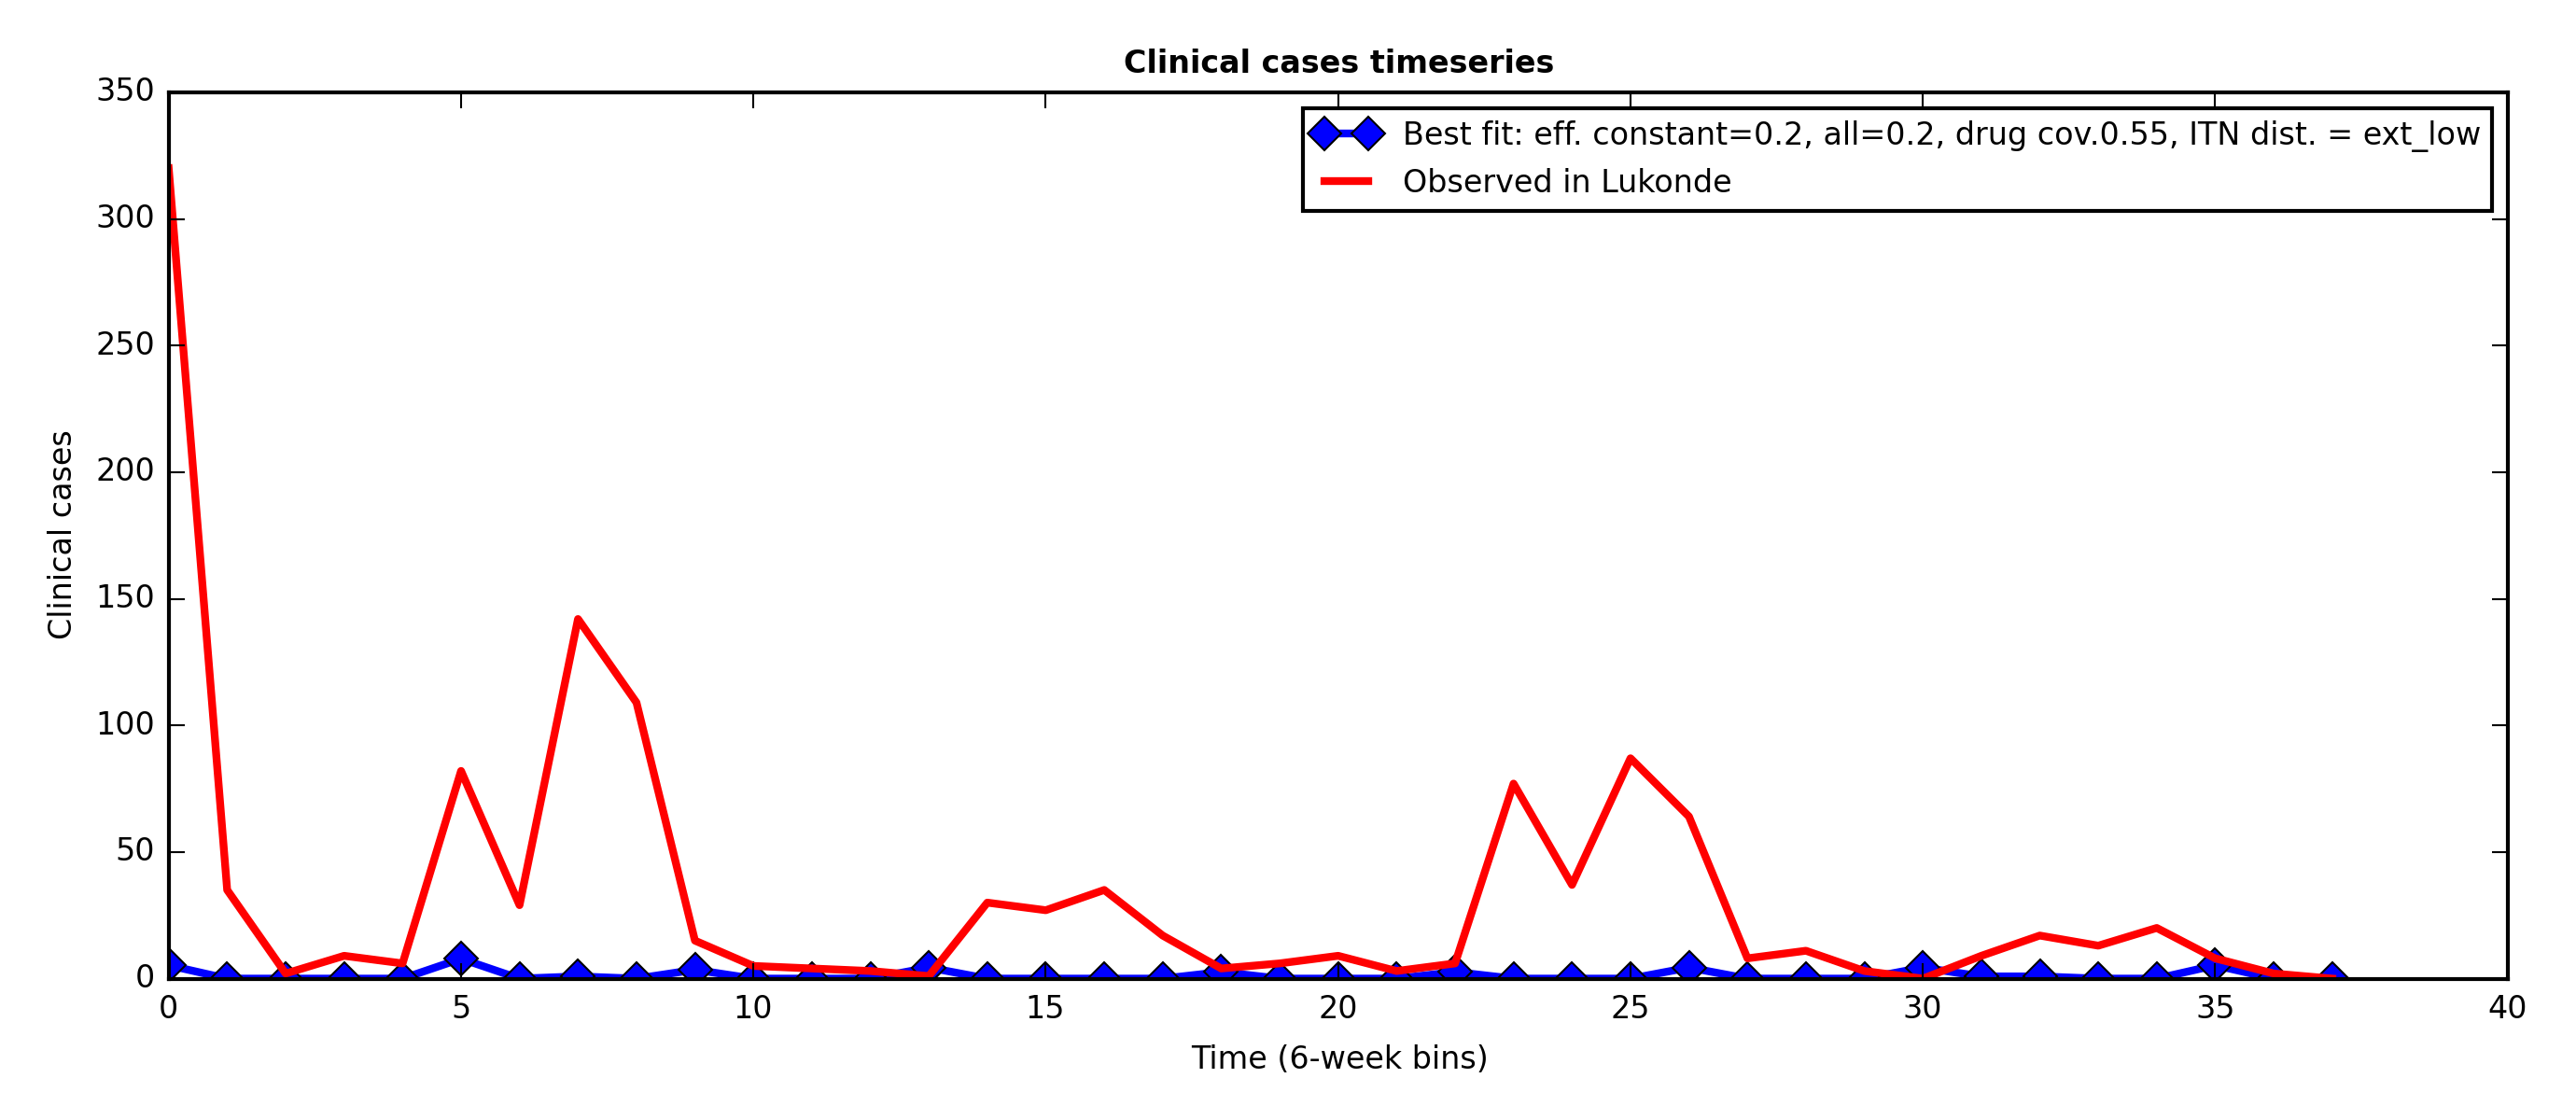 Clinical cases timeseries
Best fit: eff. constant=0.2, all=0.2, drug cov.0.55, ITN dist. = ext_low
Observed in Lukonde
350
300
250
200
150
100
50
0
Clinical cases
0 5 10 15 20 25 30 35 40
Time (6-week bins)